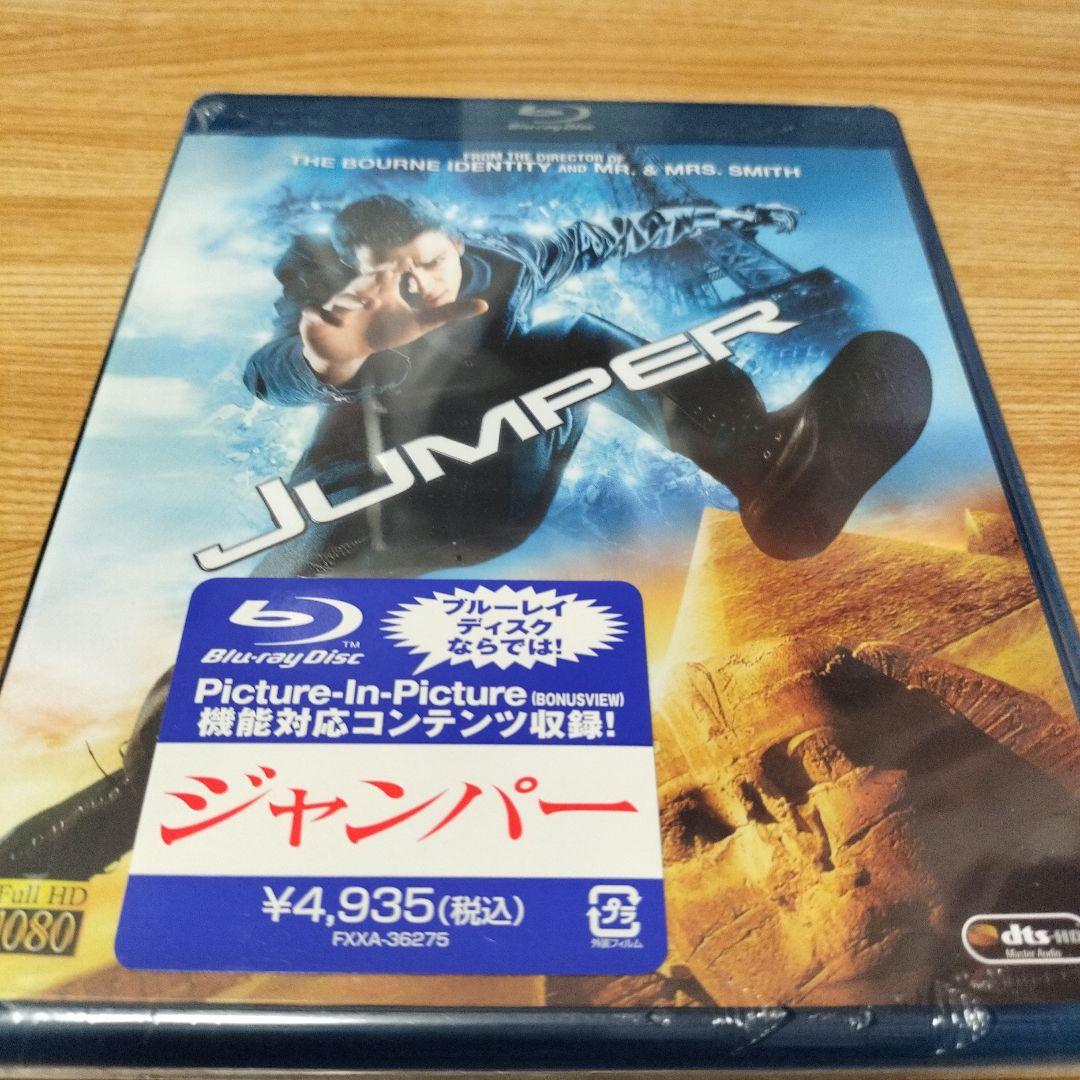 Blu-ray Disc
FROM THE DIRECTOR OF
THE BOURNE IDENTITY AND MR. & MRS. SMITH
JUMPER
Blu-ray Disc™
ブルーレイ
ディスク
ならでは!
Picture-In-Picture (BONUSVIEW)
機能対応コンテンツ収録!
ジャンパー
¥4,935(税込)
FXXA-36275
プラ
外装フィルム
Full HD
1080
dts-HD
Master Audio